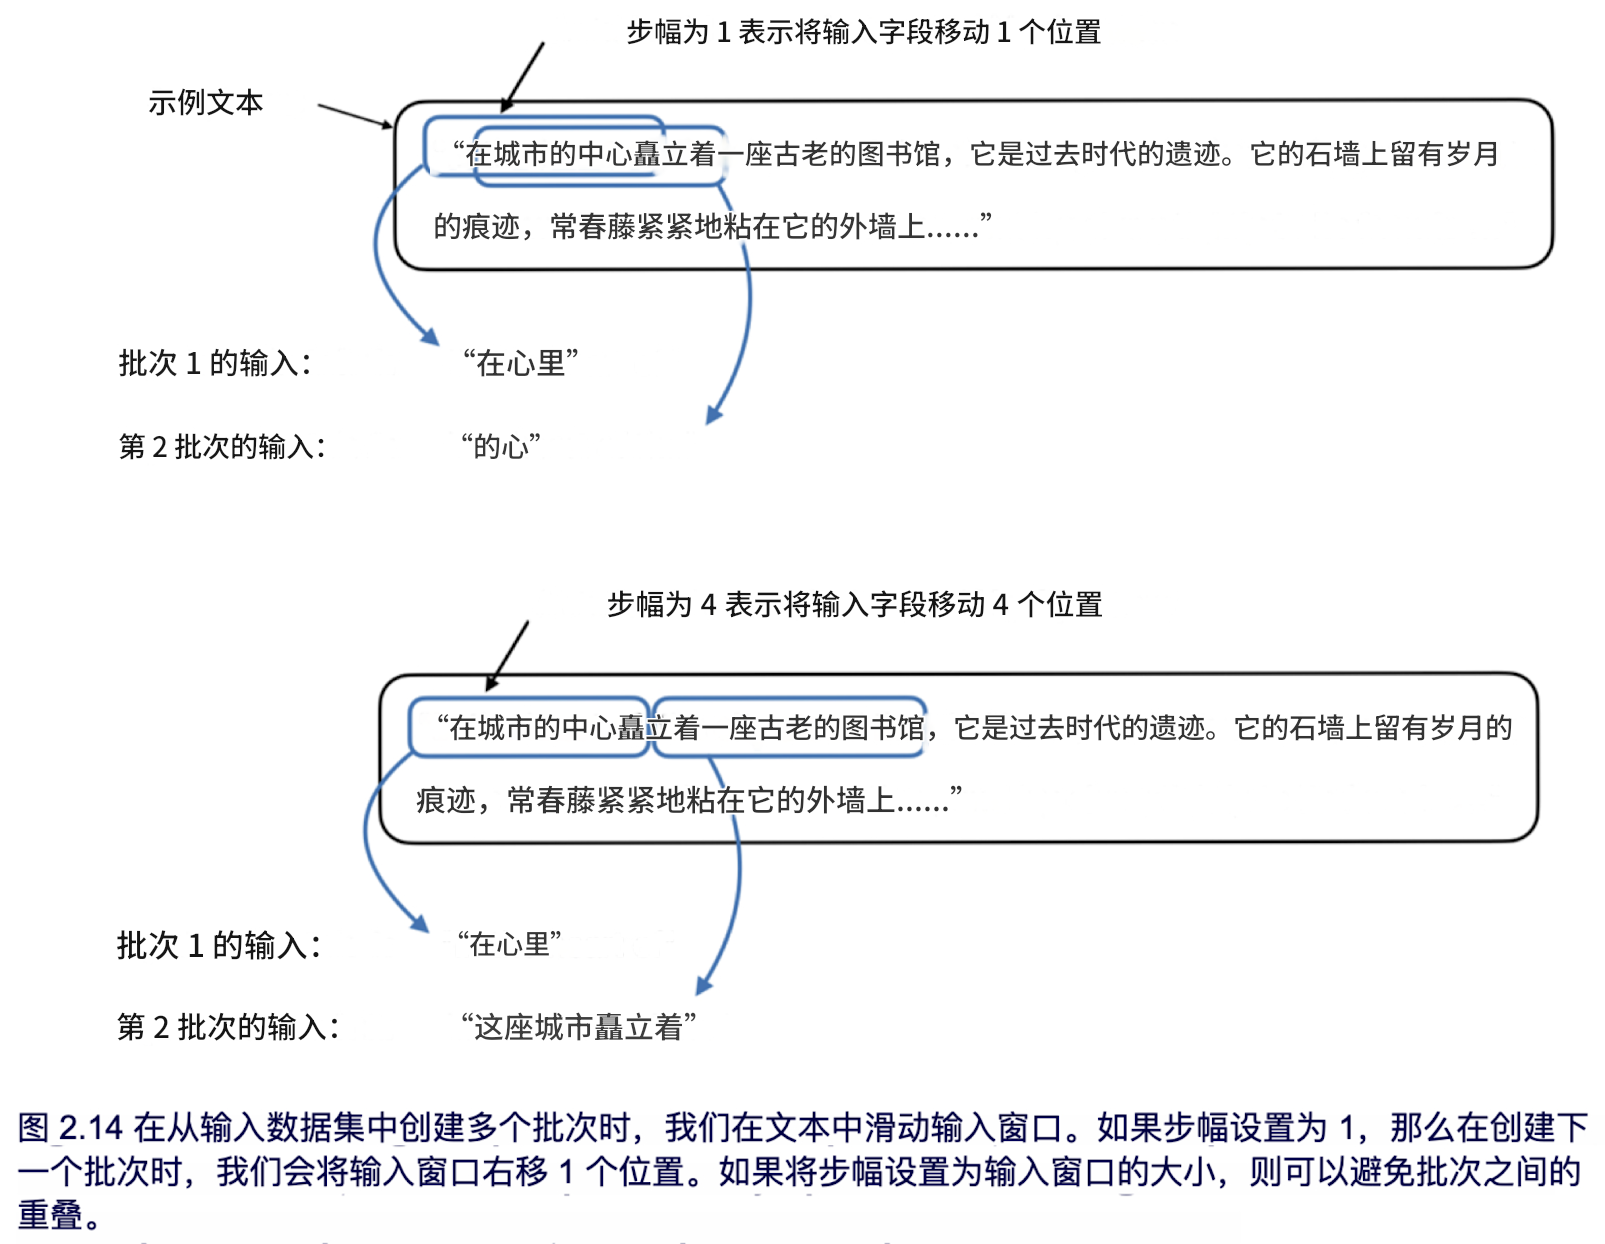 步幅为 1 表示将输入字段移动 1 个位置
示例文本
“在城市的中心矗立着一座古老的图书馆，它是过去时代的遗迹。它的石墙上留有岁月
的痕迹，常春藤紧紧地粘在它的外墙上……”
批次 1 的输入： “在心里”
第 2 批次的输入： “的心”
步幅为 4 表示将输入字段移动 4 个位置
“在城市的中心矗立着一座古老的图书馆，它是过去时代的遗迹。它的石墙上留有岁月的
痕迹，常春藤紧紧地粘在它的外墙上……”
批次 1 的输入： “在心里”
第 2 批次的输入： “这座城市矗立着”
图 2.14 在从输入数据集中创建多个批次时，我们在文本中滑动输入窗口。如果步幅设置为 1，那么在创建下
一个批次时，我们会将输入窗口右移 1 个位置。如果将步幅设置为输入窗口的大小，则可以避免批次之间的
重叠。